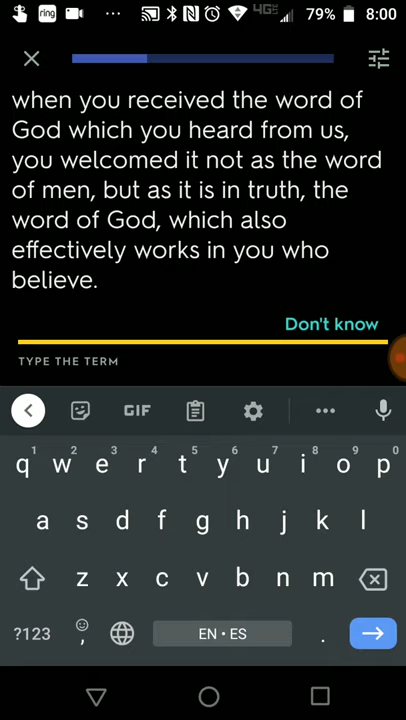 ring 4G 79% 8:00
when you received the word of
God which you heard from us,
you welcomed it not as the word
of men, but as it is in truth, the
word of God, which also
effectively works in you who
believe.
Don't know
TYPE THE TERM
GIF
1 2 3 4 5 6 7 8 9 0
q w e r t y u i o p
a s d f g h j k l
z x c v b n m
?123 , EN • ES .